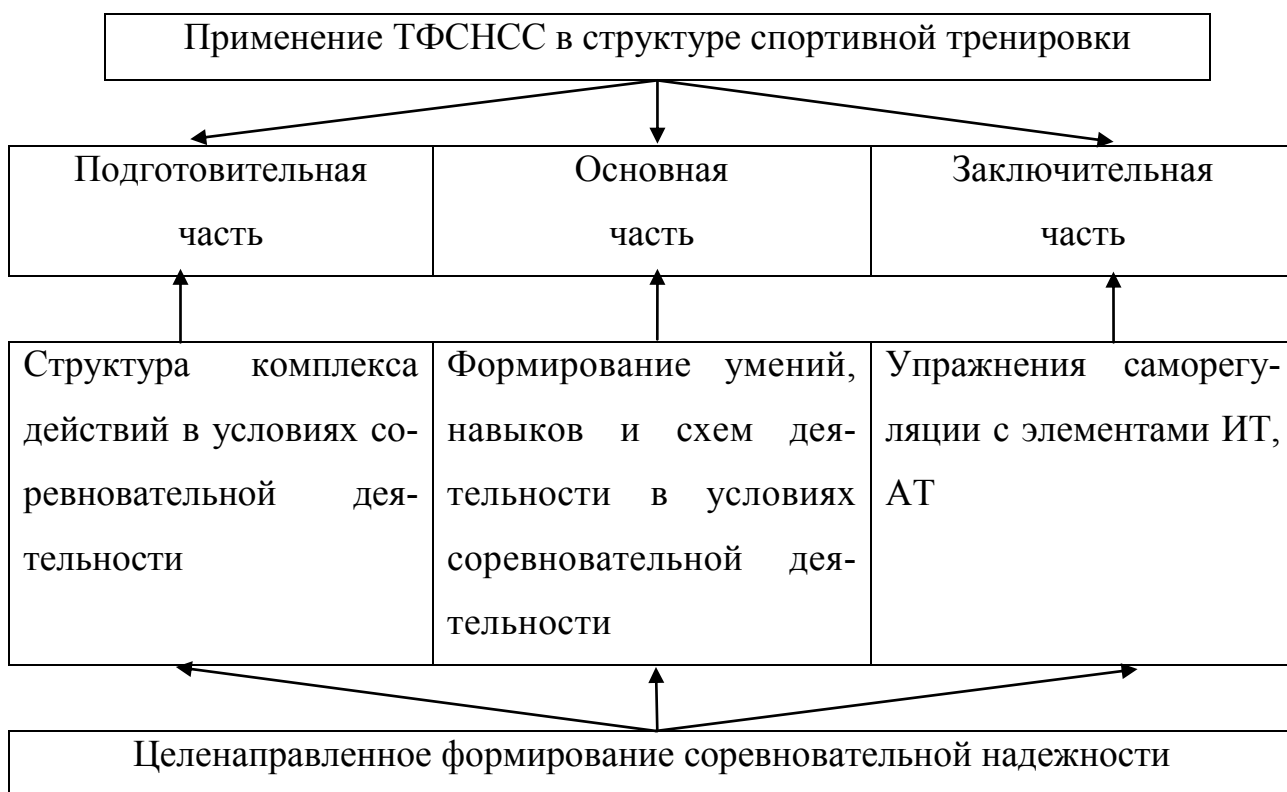 Применение ТФСНСС в структуре спортивной тренировки
Подготовительная
часть
Основная
часть
Заключительная
часть
Структура комплекса
действий в условиях со-
ревновательной дея-
тельности
Формирование умений,
навыков и схем дея-
тельности в условиях
соревновательной дея-
тельности
Упражнения саморегу-
ляции с элементами ИТ,
АТ
Целенаправленное формирование соревновательной надежности